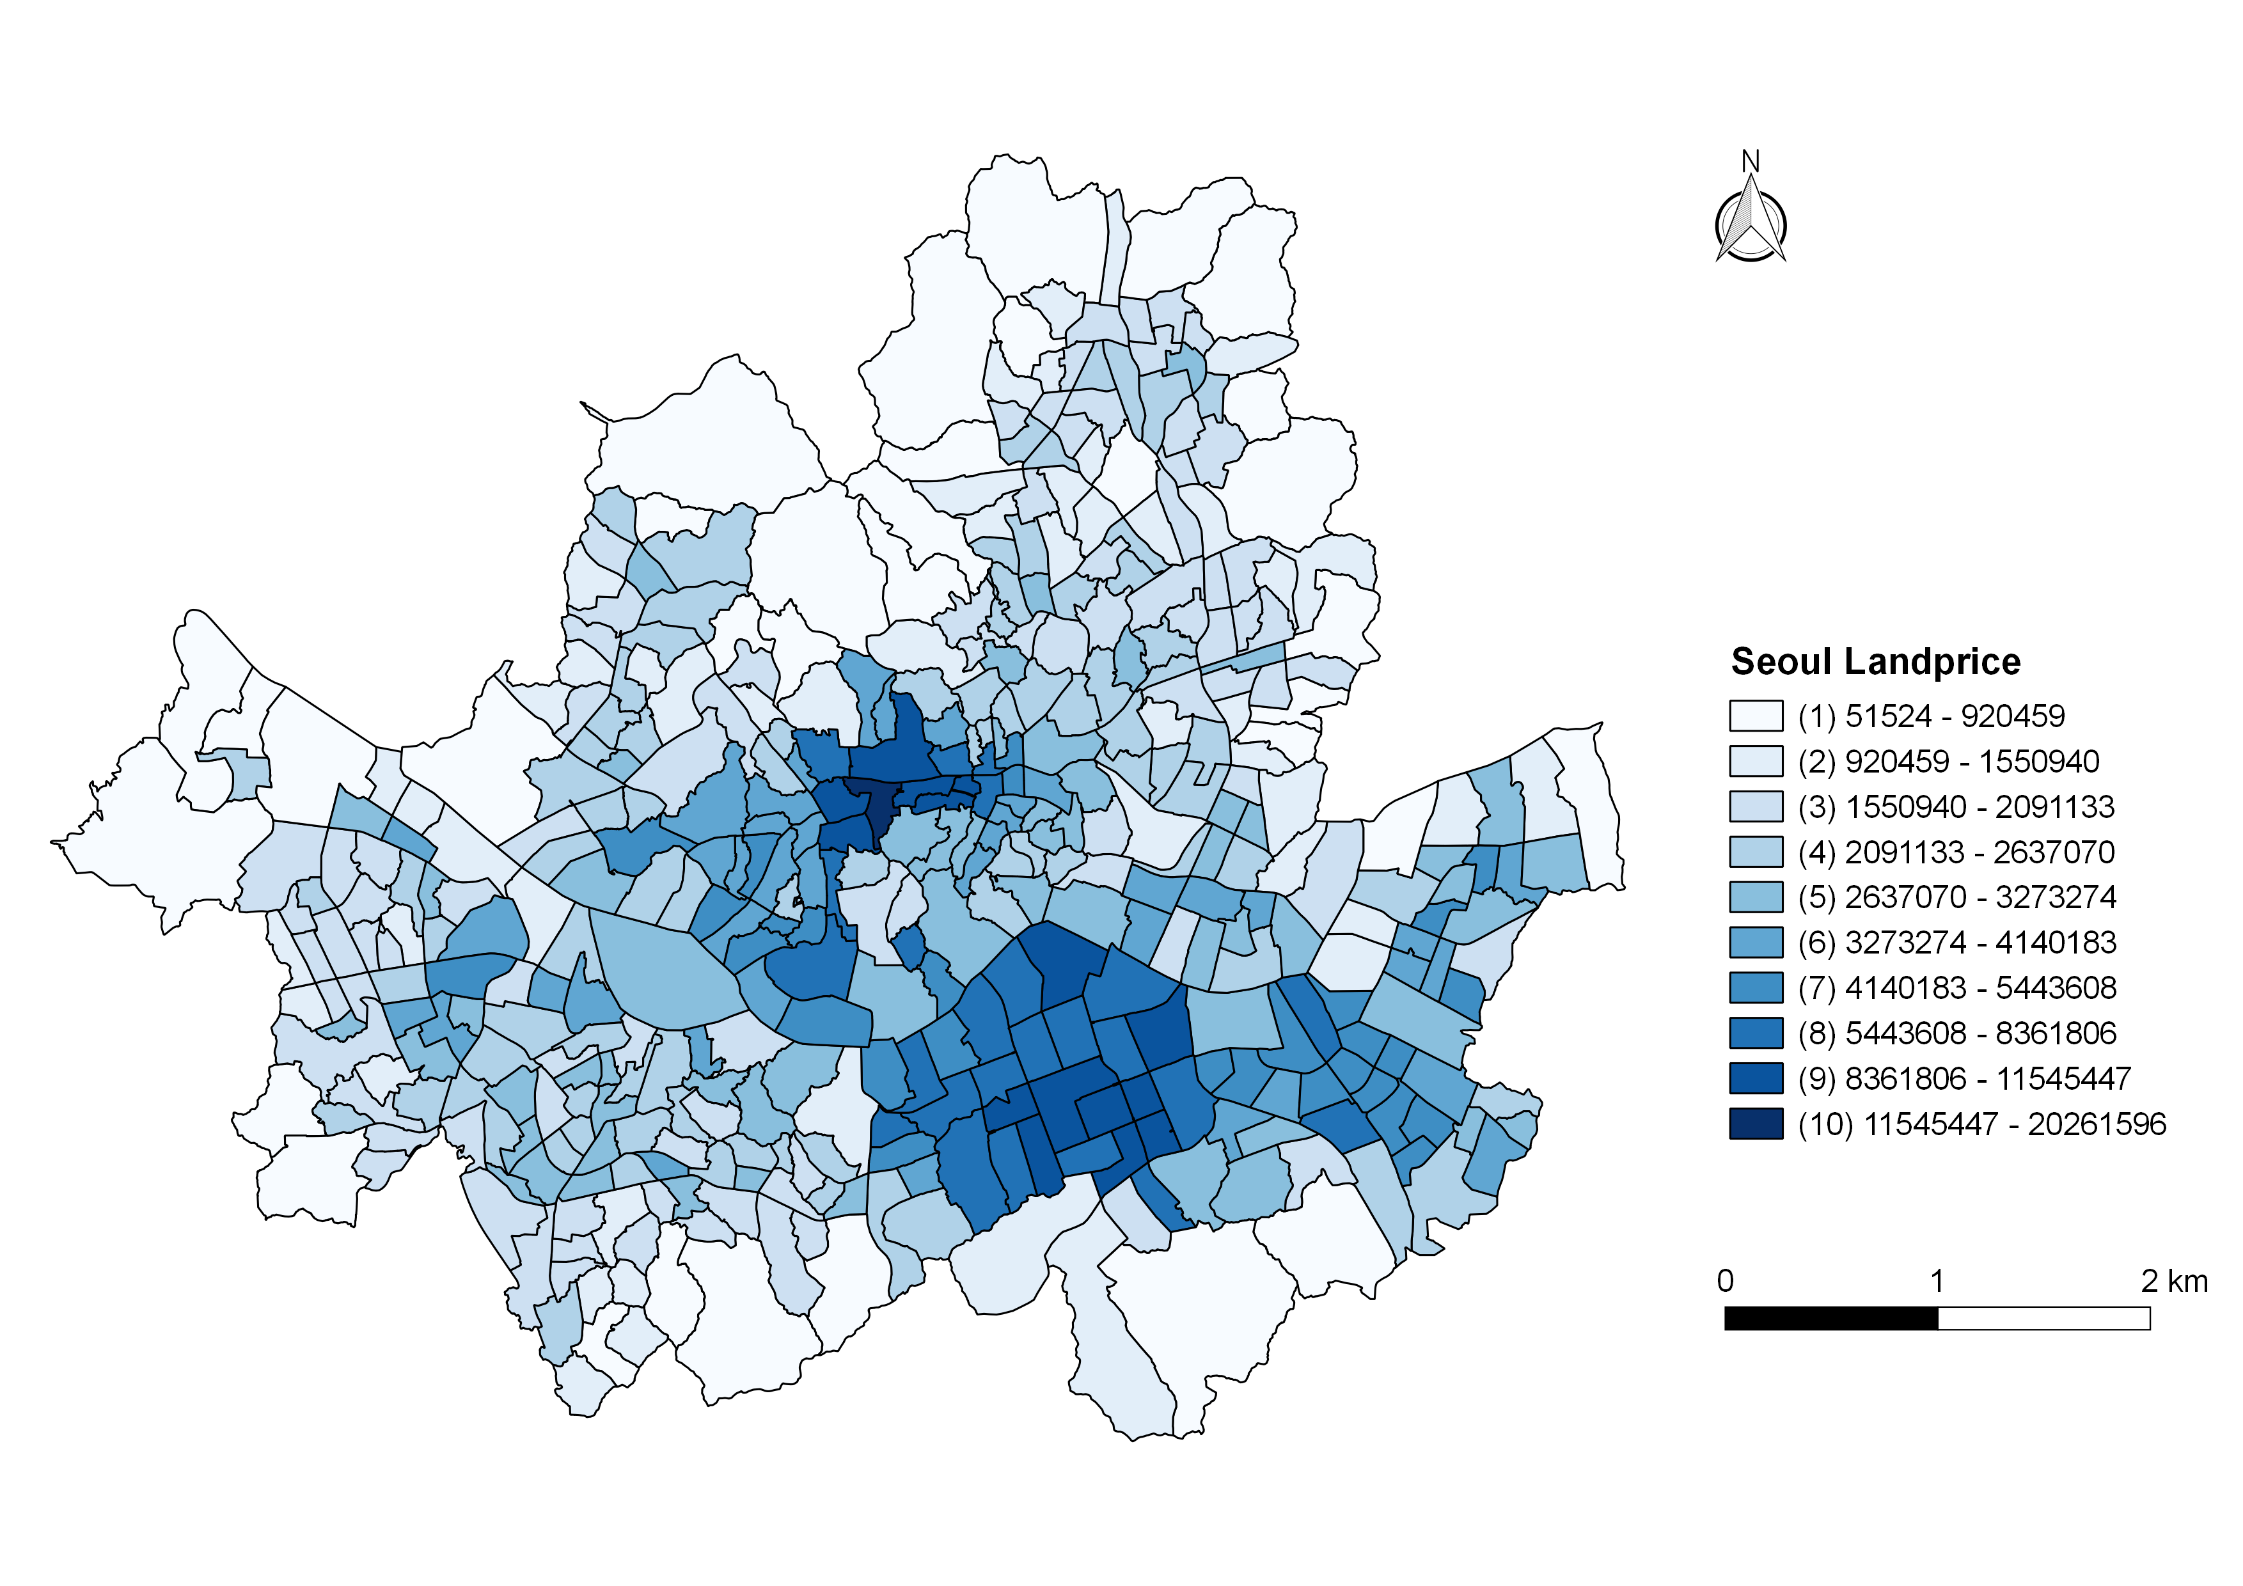 N
Seoul Landprice
(1) 51524 - 920459
(2) 920459 - 1550940
(3) 1550940 - 2091133
(4) 2091133 - 2637070
(5) 2637070 - 3273274
(6) 3273274 - 4140183
(7) 4140183 - 5443608
(8) 5443608 - 8361806
(9) 8361806 - 11545447
(10) 11545447 - 20261596
0 1 2 km